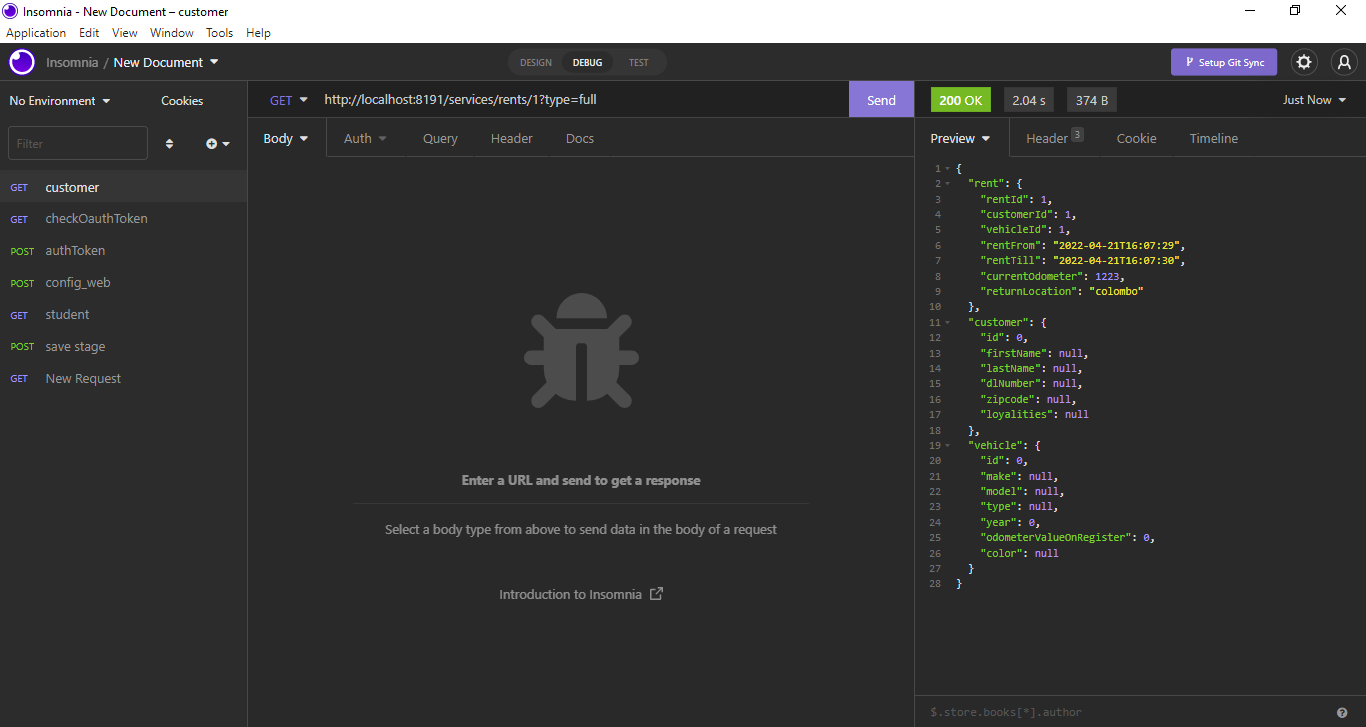 Insomnia - New Document – customer
Application Edit View Window Tools Help
Insomnia / New Document
DESIGN DEBUG TEST
Setup Git Sync
No Environment Cookies
GET http://localhost:8191/services/rents/1?type=full Send
200 OK 2.04 s 374 B Just Now
Filter
Body Auth Query Header Docs
Preview Header 3 Cookie Timeline
GET customer
GET checkOauthToken
POST authToken
POST config_web
GET student
POST save stage
GET New Request
Enter a URL and send to get a response
Select a body type from above to send data in the body of a request
Introduction to Insomnia
1 {
2 "rent": {
3 "rentId": 1,
4 "customerId": 1,
5 "vehicleId": 1,
6 "rentFrom": "2022-04-21T16:07:29",
7 "rentTill": "2022-04-21T16:07:30",
8 "currentOdometer": 1223,
9 "returnLocation": "colombo"
10 },
11 "customer": {
12 "id": 0,
13 "firstName": null,
14 "lastName": null,
15 "dlNumber": null,
16 "zipcode": null,
17 "loyalities": null
18 },
19 "vehicle": {
20 "id": 0,
21 "make": null,
22 "model": null,
23 "type": null,
24 "year": 0,
25 "odometerValueOnRegister": 0,
26 "color": null
27 }
28 }
$.store.books[*].author